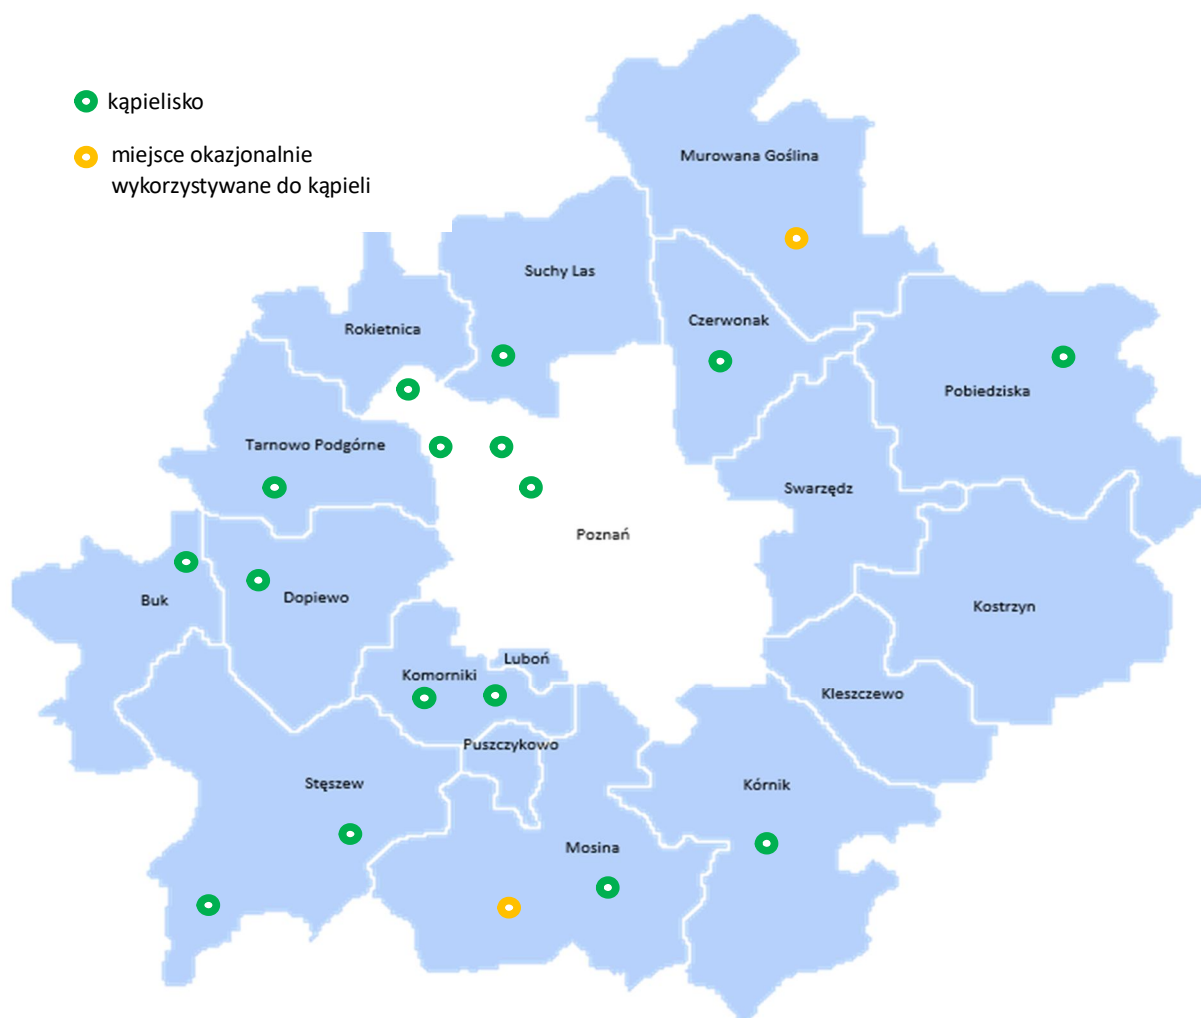 kąpielisko
miejsce okazjonalnie
wykorzystywane do kąpieli
Murowana Goślina
Suchy Las
Czerwonak
Rokietnica
Pobiedziska
Tarnowo Podgórne
Swarzędz
Poznań
Buk
Dopiewo
Kostrzyn
Luboń
Komorniki
Kleszczewo
Puszczykowo
Stęszew
Kórnik
Mosina